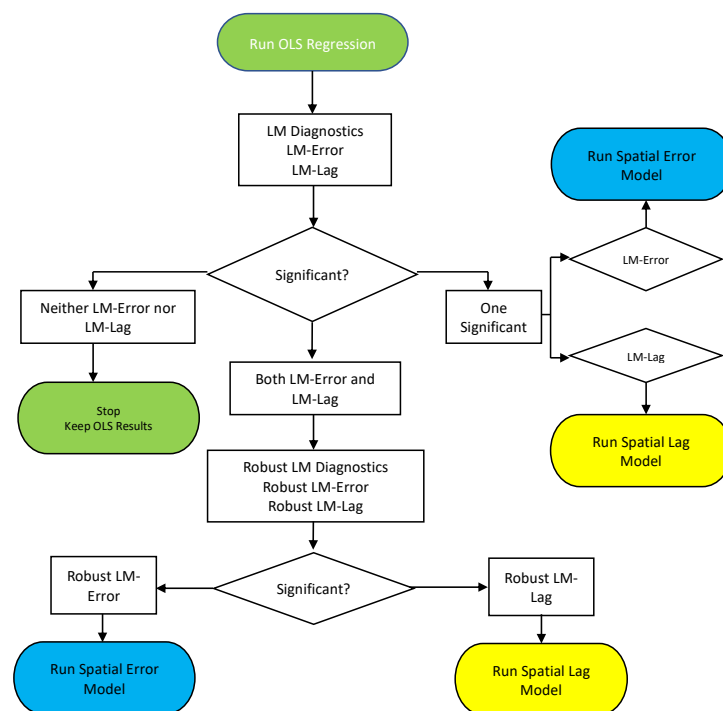 Run OLS Regression
LM Diagnostics
LM-Error
LM-Lag
Run Spatial Error
Model
Significant?
LM-Error
Neither LM-Error nor
LM-Lag
One
Significant
LM-Lag
Both LM-Error and
LM-Lag
Stop
Keep OLS Results
Run Spatial Lag
Model
Robust LM Diagnostics
Robust LM-Error
Robust LM-Lag
Robust LM-
Error
Significant?
Robust LM-
Lag
Run Spatial Error
Model
Run Spatial Lag
Model